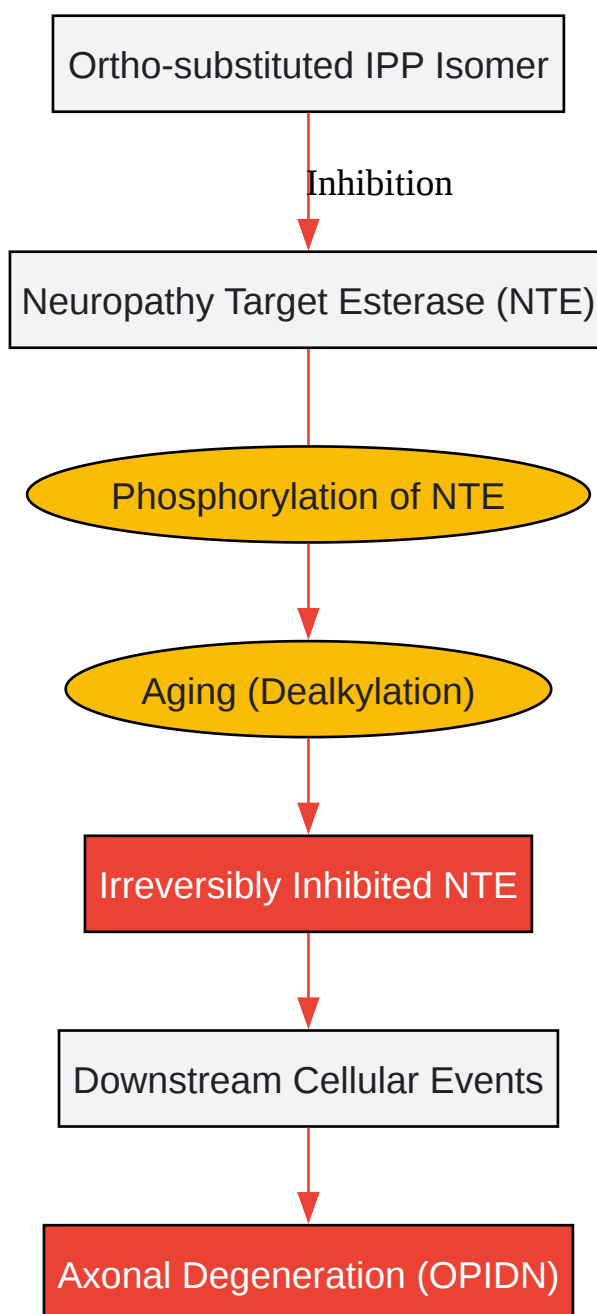 Ortho-substituted IPP Isomer
Inhibition
Neuropathy Target Esterase (NTE)
Phosphorylation of NTE
Aging (Dealkylation)
Irreversibly Inhibited NTE
Downstream Cellular Events
Axonal Degeneration (OPIDN)